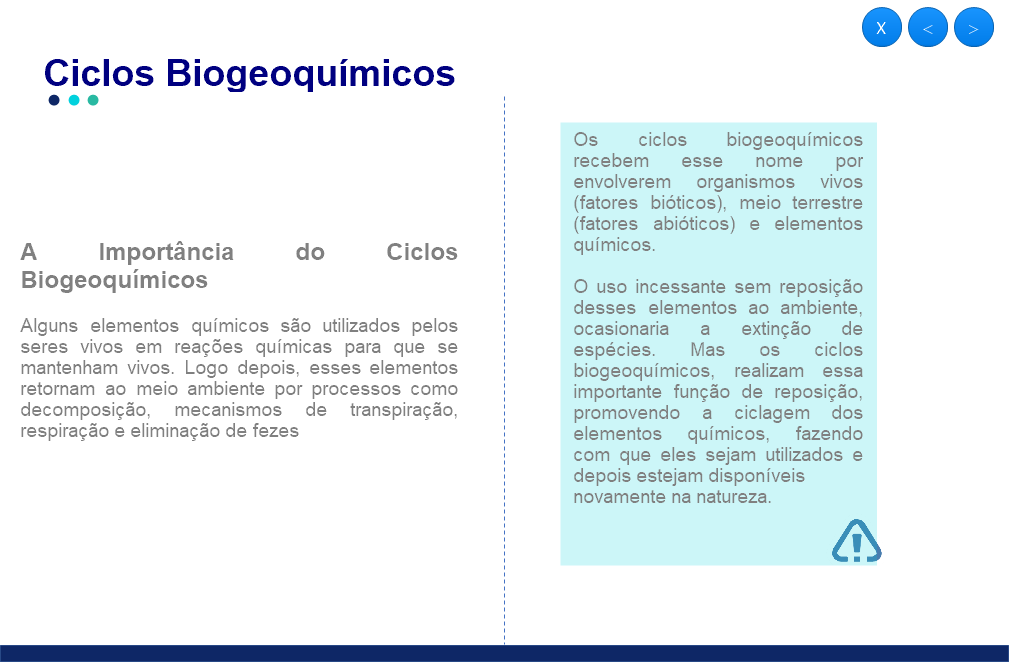 X < >
Ciclos Biogeoquímicos
A Importância do Ciclos
Biogeoquímicos
Alguns elementos químicos são utilizados pelos
seres vivos em reações químicas para que se
mantenham vivos. Logo depois, esses elementos
retornam ao meio ambiente por processos como
decomposição, mecanismos de transpiração,
respiração e eliminação de fezes
Os ciclos biogeoquímicos
recebem esse nome por
envolverem organismos vivos
(fatores bióticos), meio terrestre
(fatores abióticos) e elementos
químicos.
O uso incessante sem reposição
desses elementos ao ambiente,
ocasionaria a extinção de
espécies. Mas os ciclos
biogeoquímicos, realizam essa
importante função de reposição,
promovendo a ciclagem dos
elementos químicos, fazendo
com que eles sejam utilizados e
depois estejam disponíveis
novamente na natureza.